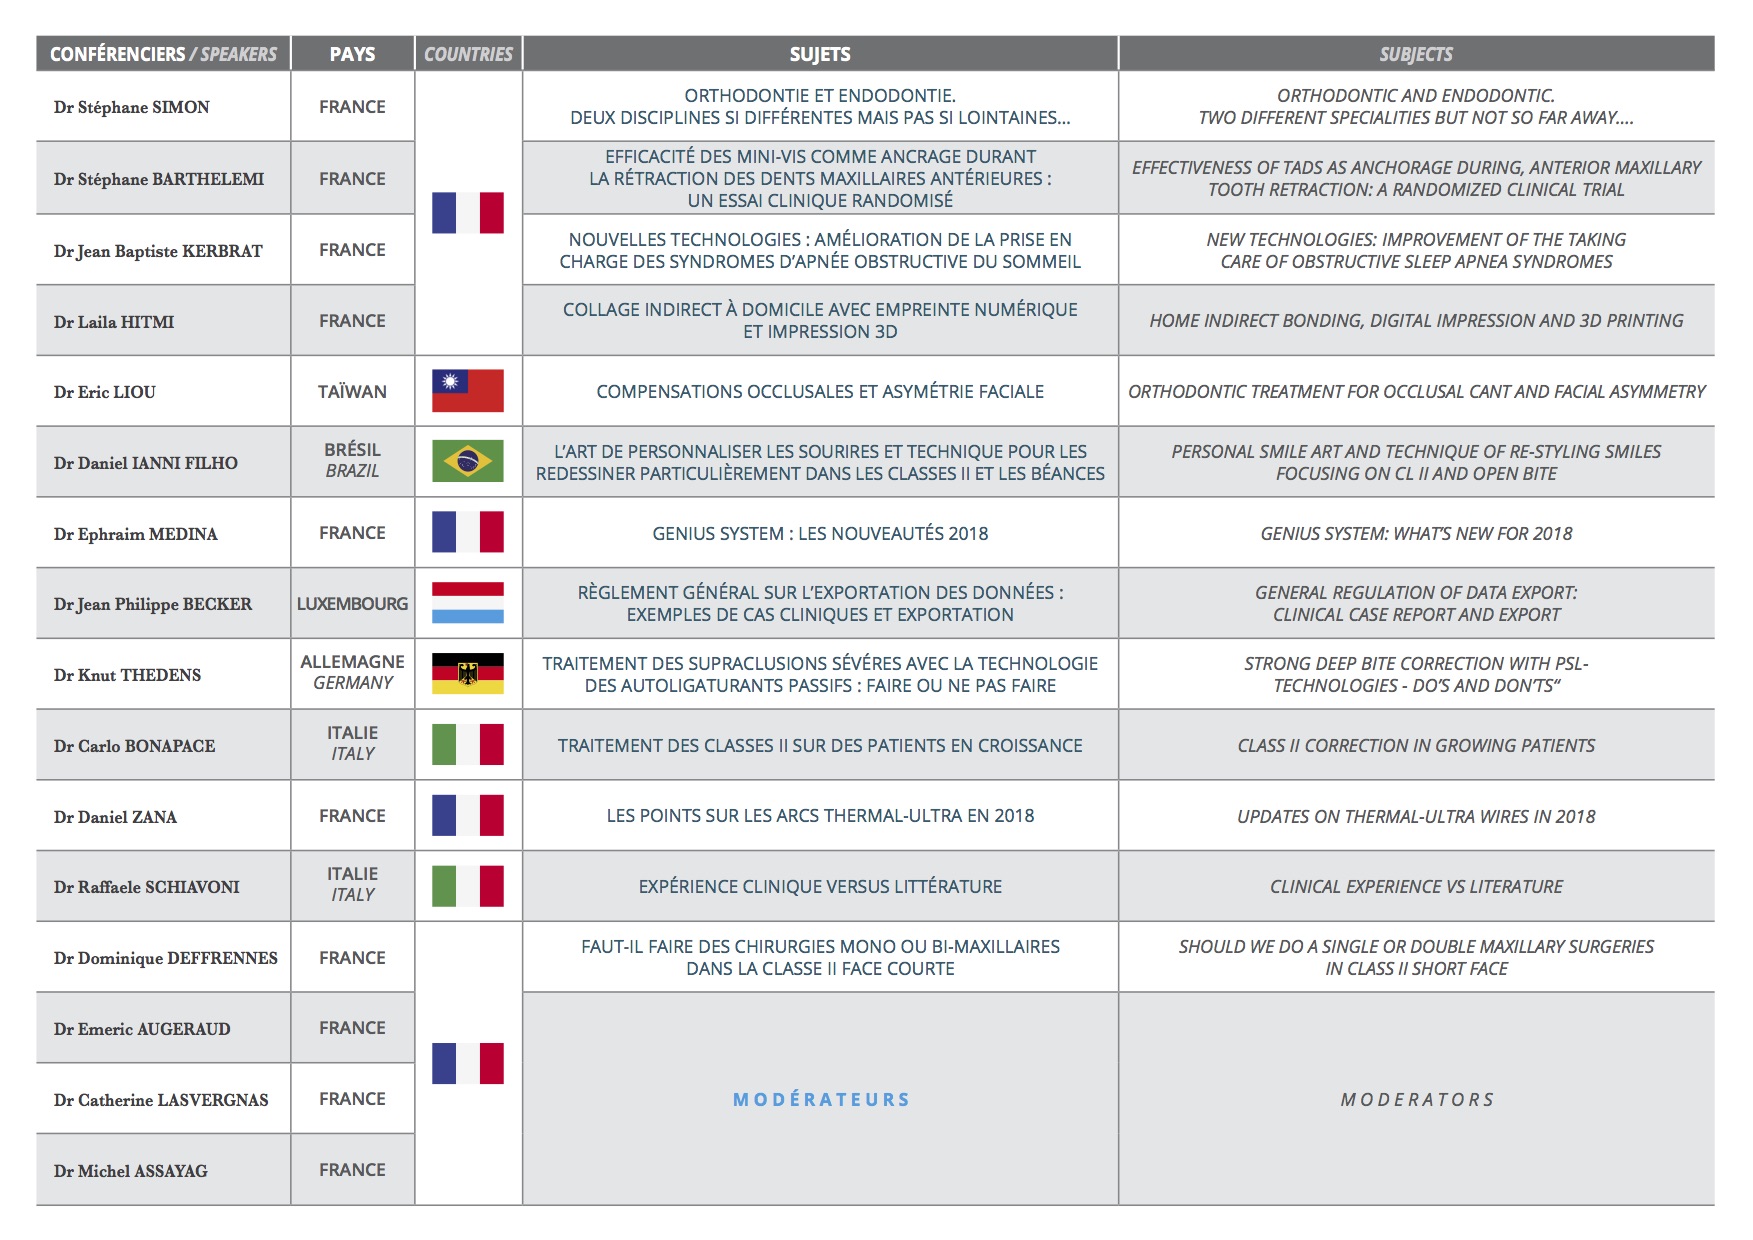 CONFÉRENCIERS / SPEAKERS PAYS COUNTRIES SUJETS SUBJECTS
Dr Stéphane SIMON
FRANCE
ORTHODONTIE ET ENDODONTIE.
DEUX DISCIPLINES SI DIFFÉRENTES MAIS PAS SI LOINTAINES...
ORTHODONTIC AND ENDODONTIC.
TWO DIFFERENT SPECIALITIES BUT NOT SO FAR AWAY....
Dr Stéphane BARTHELEMI
FRANCE
EFFICACITÉ DES MINI-VIS COMME ANCRAGE DURANT
LA RÉTRACTION DES DENTS MAXILLAIRES ANTÉRIEURES :
UN ESSAI CLINIQUE RANDOMISÉ
EFFECTIVENESS OF TADS AS ANCHORAGE DURING, ANTERIOR MAXILLARY
TOOTH RETRACTION: A RANDOMIZED CLINICAL TRIAL
Dr Jean Baptiste KERBRAT
FRANCE
NOUVELLES TECHNOLOGIES : AMÉLIORATION DE LA PRISE EN
CHARGE DES SYNDROMES D’APNÉE OBSTRUCTIVE DU SOMMEIL
NEW TECHNOLOGIES: IMPROVEMENT OF THE TAKING
CARE OF OBSTRUCTIVE SLEEP APNEA SYNDROMES
Dr Laila HITMI
FRANCE
COLLAGE INDIRECT À DOMICILE AVEC EMPREINTE NUMÉRIQUE
ET IMPRESSION 3D
HOME INDIRECT BONDING, DIGITAL IMPRESSION AND 3D PRINTING
Dr Eric LIOU
TAÏWAN
COMPENSATIONS OCCLUSALES ET ASYMÉTRIE FACIALE
ORTHODONTIC TREATMENT FOR OCCLUSAL CANT AND FACIAL ASYMMETRY
Dr Daniel IANNI FILHO
BRÉSIL
BRAZIL
L’ART DE PERSONNALISER LES SOURIRES ET TECHNIQUE POUR LES
REDESSINER PARTICULIÈREMENT DANS LES CLASSES II ET LES BÉANCES
PERSONAL SMILE ART AND TECHNIQUE OF RE-STYLING SMILES
FOCUSING ON CL II AND OPEN BITE
Dr Ephraim MEDINA
FRANCE
GENIUS SYSTEM : LES NOUVEAUTÉS 2018
GENIUS SYSTEM: WHAT’S NEW FOR 2018
Dr Jean Philippe BECKER
LUXEMBOURG
RÈGLEMENT GÉNÉRAL SUR L’EXPORTATION DES DONNÉES :
EXEMPLES DE CAS CLINIQUES ET EXPORTATION
GENERAL REGULATION OF DATA EXPORT:
CLINICAL CASE REPORT AND EXPORT
Dr Knut THEDENS
ALLEMAGNE
GERMANY
TRAITEMENT DES SUPRACLUSIONS SÉVÉRES AVEC LA TECHNOLOGIE
DES AUTOLIGATURANTS PASSIFS : FAIRE OU NE PAS FAIRE
STRONG DEEP BITE CORRECTION WITH PSL-
TECHNOLOGIES - DO’S AND DON’TS“
Dr Carlo BONAPACE
ITALIE
ITALY
TRAITEMENT DES CLASSES II SUR DES PATIENTS EN CROISSANCE
CLASS II CORRECTION IN GROWING PATIENTS
Dr Daniel ZANA
FRANCE
LES POINTS SUR LES ARCS THERMAL-ULTRA EN 2018
UPDATES ON THERMAL-ULTRA WIRES IN 2018
Dr Raffaele SCHIAVONI
ITALIE
ITALY
EXPÉRIENCE CLINIQUE VERSUS LITTÉRATURE
CLINICAL EXPERIENCE VS LITERATURE
Dr Dominique DEFFRENNES
FRANCE
FAUT-IL FAIRE DES CHIRURGIES MONO OU BI-MAXILLAIRES
DANS LA CLASSE II FACE COURTE
SHOULD WE DO A SINGLE OR DOUBLE MAXILLARY SURGERIES
IN CLASS II SHORT FACE
Dr Emeric AUGERAUD
FRANCE
Dr Catherine LASVERGNAS
FRANCE
MODÉRATEURS
MODERATORS
Dr Michel ASSAYAG
FRANCE